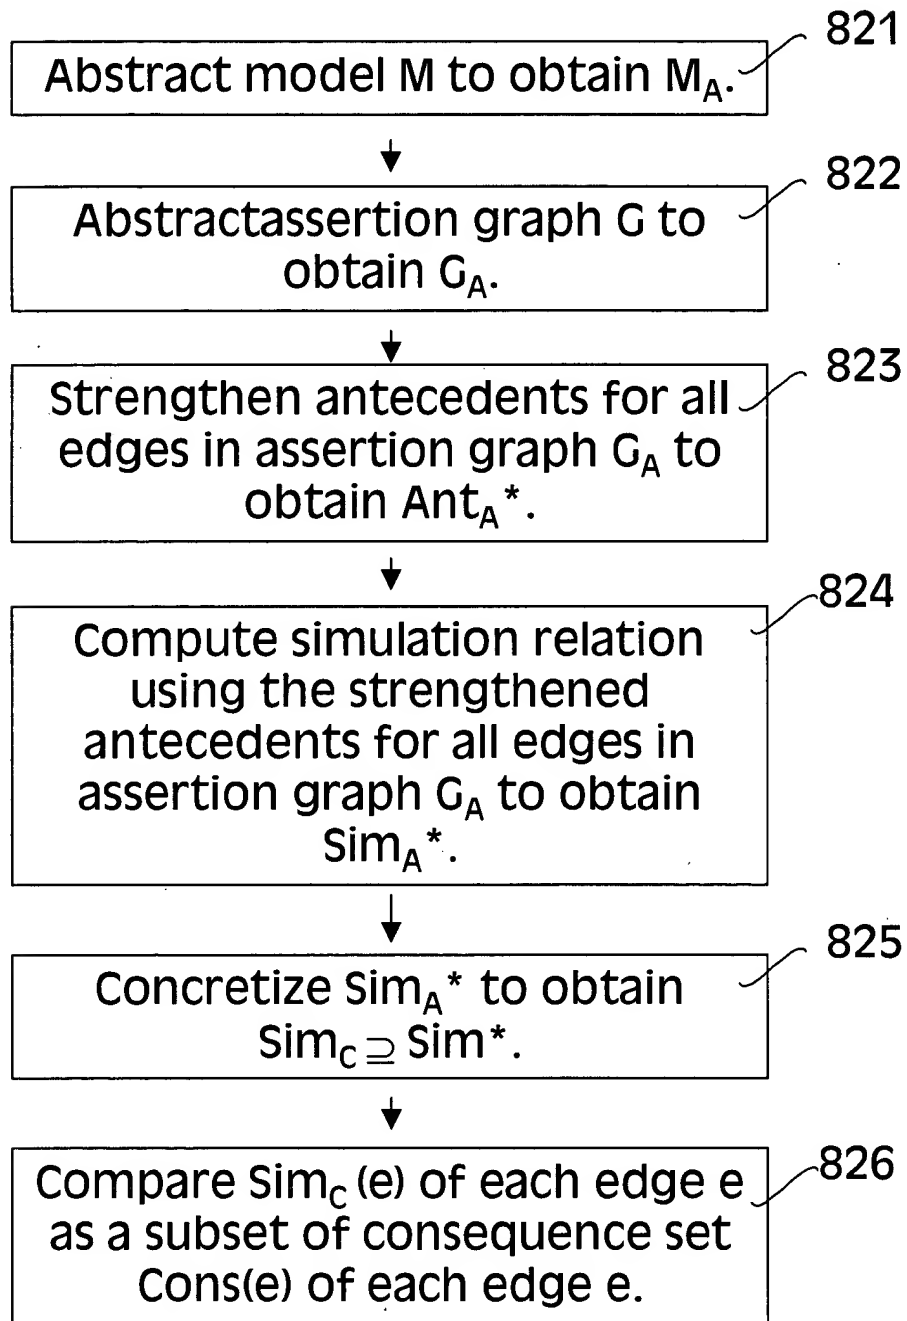 821
Abstract model M to obtain M_A.
822
Abstractassertion graph G to
obtain G_A.
823
Strengthen antecedents for all
edges in assertion graph G_A to
obtain Ant_A*.
824
Compute simulation relation
using the strengthened
antecedents for all edges in
assertion graph G_A to obtain
Sim_A*.
825
Concretize Sim_A* to obtain
Sim_C ⊇ Sim*.
826
Compare Sim_C (e) of each edge e
as a subset of consequence set
Cons(e) of each edge e.